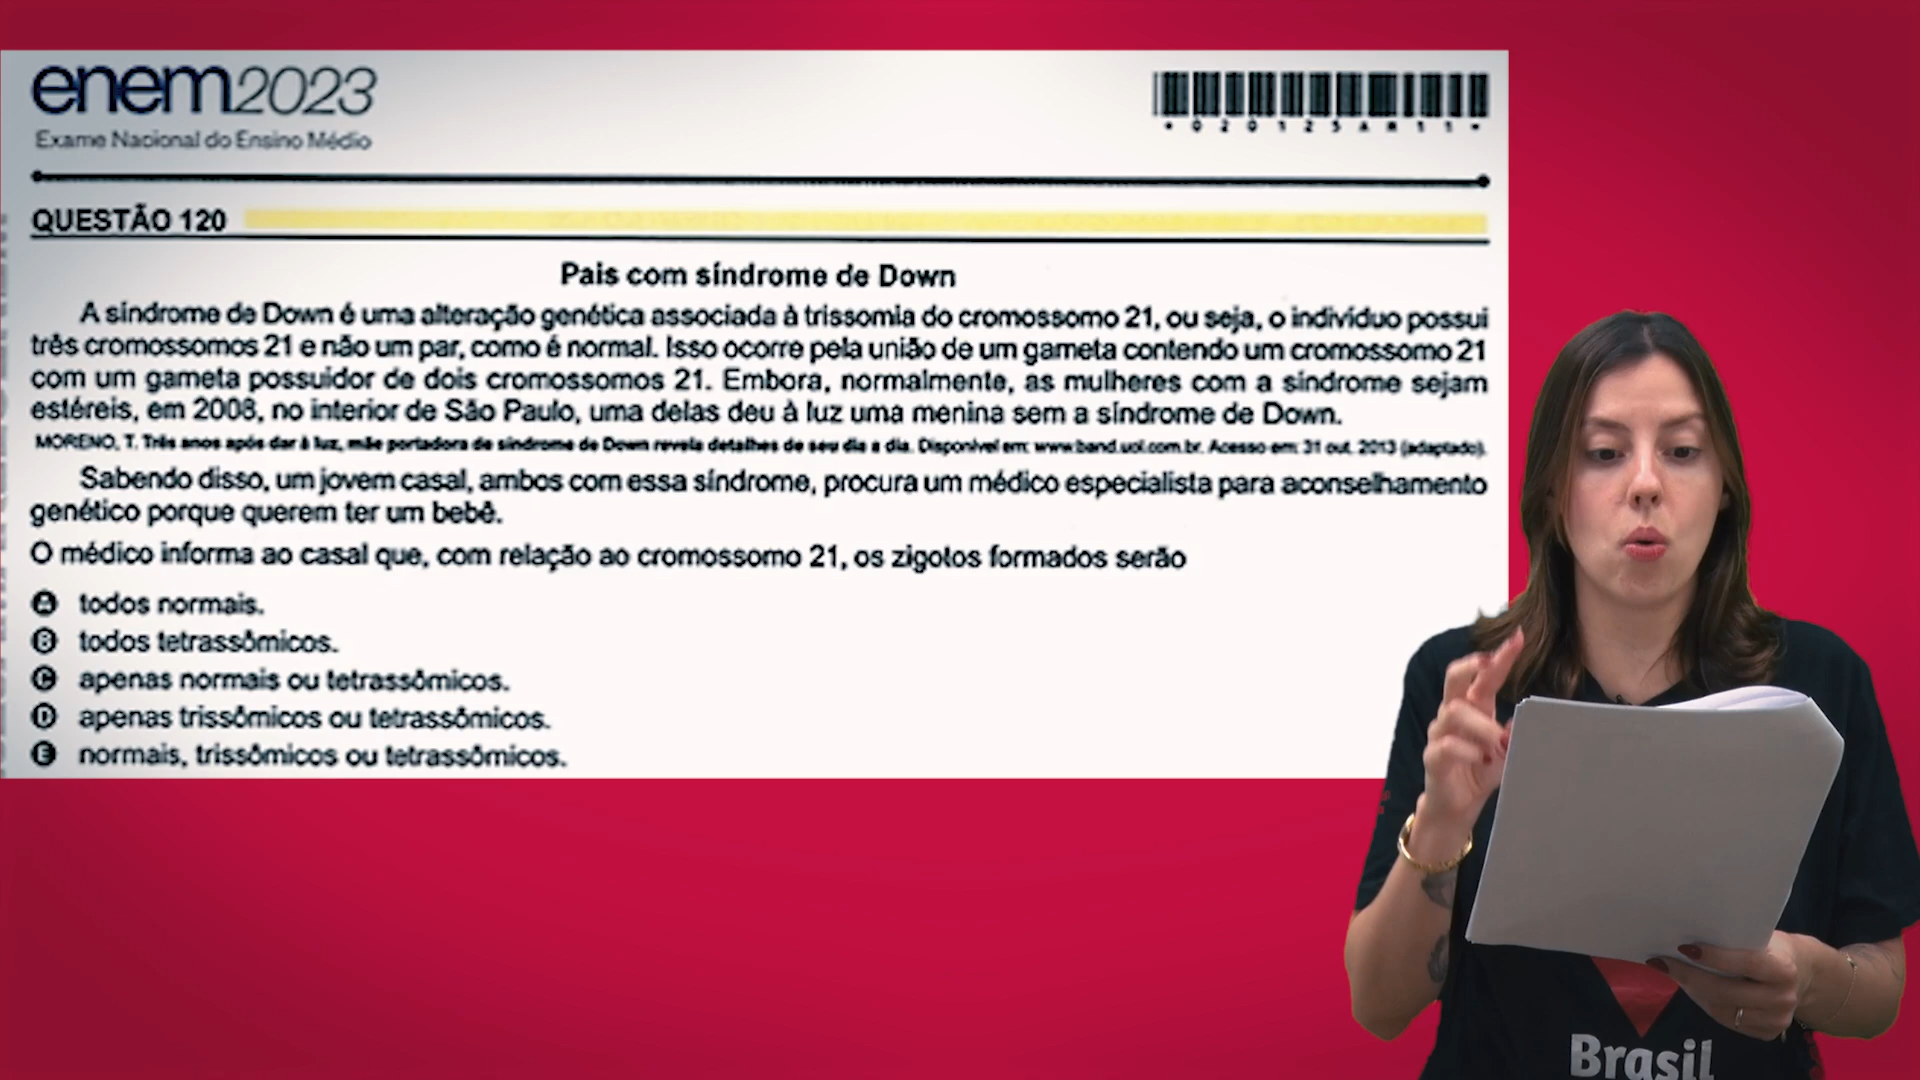 enem2023
Exame Nacional do Ensino Médio
*020125AM11*
QUESTÃO 120
Pais com síndrome de Down
A síndrome de Down é uma alteração genética associada à trissomia do cromossomo 21, ou seja, o indivíduo possui
três cromossomos 21 e não um par, como é normal. Isso ocorre pela união de um gameta contendo um cromossomo 21
com um gameta possuidor de dois cromossomos 21. Embora, normalmente, as mulheres com a síndrome sejam
estéreis, em 2008, no interior de São Paulo, uma delas deu à luz uma menina sem a síndrome de Down.
MORENO, T. Três anos após dar à luz, mãe portadora de síndrome de Down revela detalhes de seu dia a dia. Disponível em: www.band.uol.com.br. Acesso em: 31 out. 2013 (adaptado).
Sabendo disso, um jovem casal, ambos com essa síndrome, procura um médico especialista para aconselhamento
genético porque querem ter um bebê.
O médico informa ao casal que, com relação ao cromossomo 21, os zigotos formados serão
A todos normais.
B todos tetrassômicos.
C apenas normais ou tetrassômicos.
D apenas trissômicos ou tetrassômicos.
E normais, trissômicos ou tetrassômicos.
Brasil